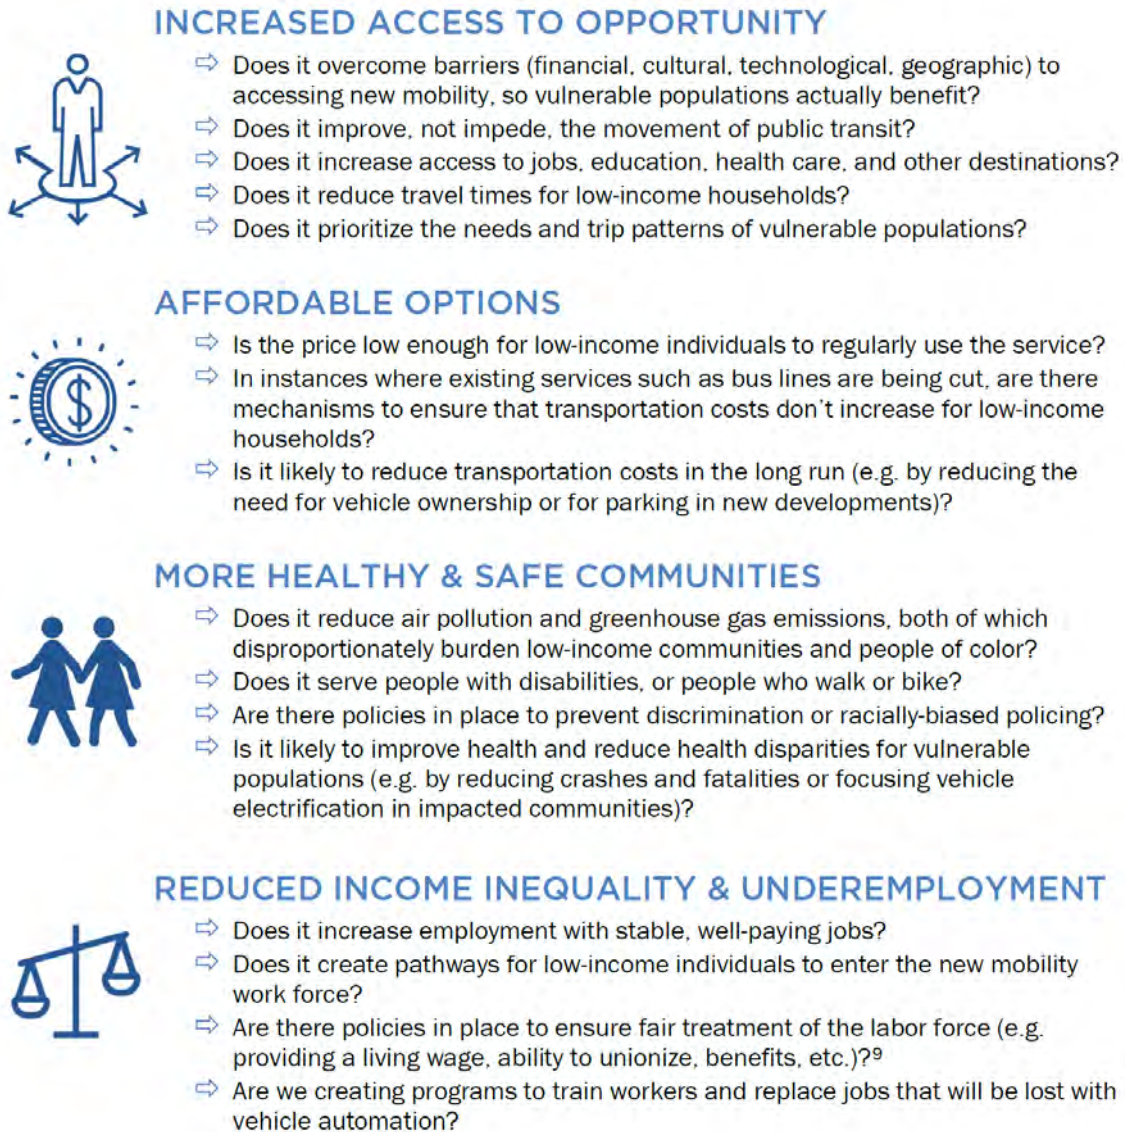 INCREASED ACCESS TO OPPORTUNITY
⇨ Does it overcome barriers (financial, cultural, technological, geographic) to
accessing new mobility, so vulnerable populations actually benefit?
⇨ Does it improve, not impede, the movement of public transit?
⇨ Does it increase access to jobs, education, health care, and other destinations?
⇨ Does it reduce travel times for low-income households?
⇨ Does it prioritize the needs and trip patterns of vulnerable populations?
AFFORDABLE OPTIONS
$
⇨ Is the price low enough for low-income individuals to regularly use the service?
⇨ In instances where existing services such as bus lines are being cut, are there
mechanisms to ensure that transportation costs don't increase for low-income
households?
⇨ Is it likely to reduce transportation costs in the long run (e.g. by reducing the
need for vehicle ownership or for parking in new developments)?
MORE HEALTHY & SAFE COMMUNITIES
⇨ Does it reduce air pollution and greenhouse gas emissions, both of which
disproportionately burden low-income communities and people of color?
⇨ Does it serve people with disabilities, or people who walk or bike?
⇨ Are there policies in place to prevent discrimination or racially-biased policing?
⇨ Is it likely to improve health and reduce health disparities for vulnerable
populations (e.g. by reducing crashes and fatalities or focusing vehicle
electrification in impacted communities)?
REDUCED INCOME INEQUALITY & UNDEREMPLOYMENT
⇨ Does it increase employment with stable, well-paying jobs?
⇨ Does it create pathways for low-income individuals to enter the new mobility
work force?
⇨ Are there policies in place to ensure fair treatment of the labor force (e.g.
providing a living wage, ability to unionize, benefits, etc.)?⁹
⇨ Are we creating programs to train workers and replace jobs that will be lost with
vehicle automation?